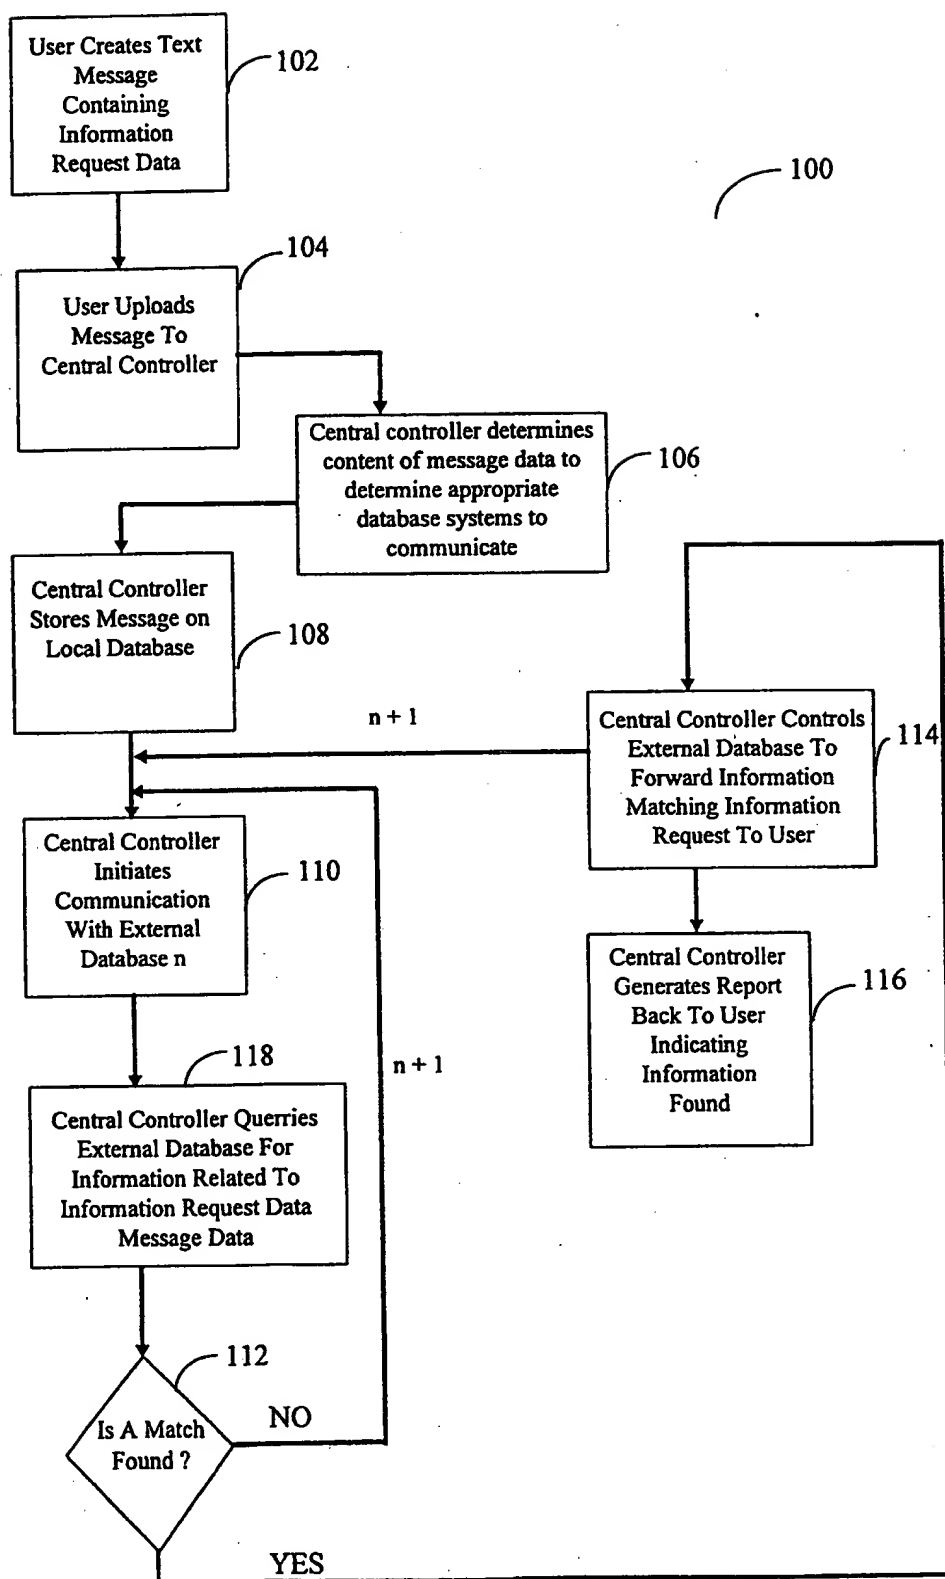 User Creates Text
Message
Containing
Information
Request Data
102
100
104
User Uploads
Message To
Central Controller
Central controller determines
content of message data to
determine appropriate
database systems to
communicate
106
Central Controller
Stores Message on
Local Database
108
n + 1
Central Controller Controls
External Database To
Forward Information
Matching Information
Request To User
114
Central Controller
Initiates
Communication
With External
Database n
110
Central Controller
Generates Report
Back To User
Indicating
Information
Found
116
n + 1
118
Central Controller Querries
External Database For
Information Related To
Information Request Data
Message Data
112
Is A Match
Found ?
NO
YES